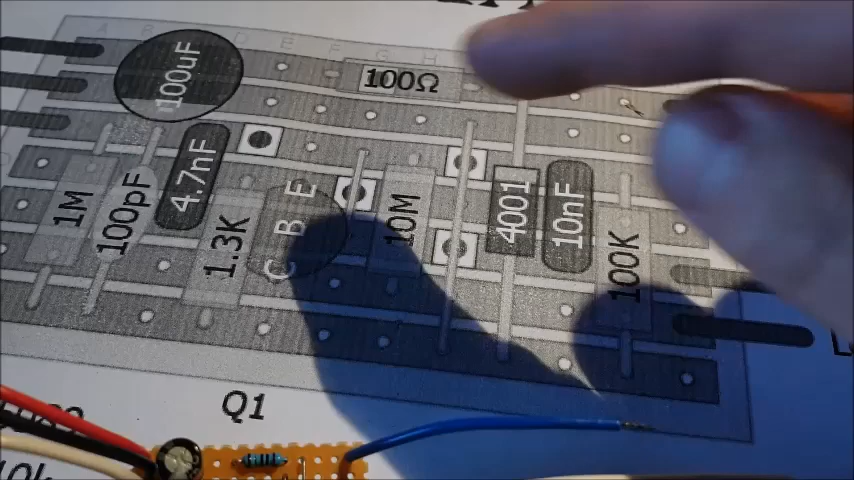 100uF
100Ω
1M
100pF
4.7nF
1.3K
C B E
10M
4001
10nF
100K
Q1